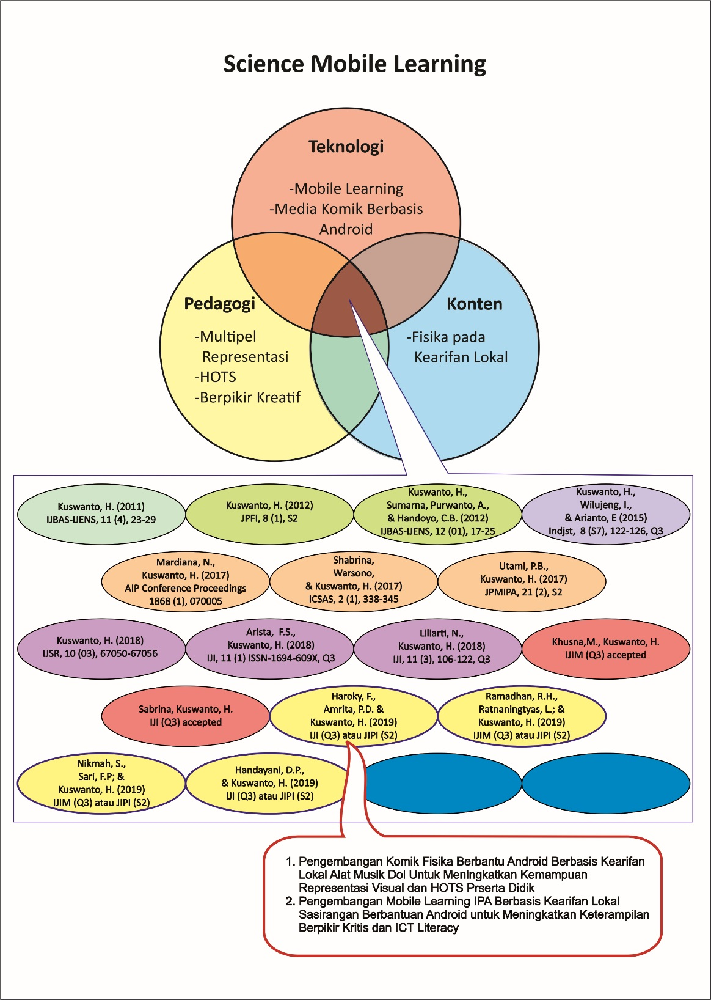 Science Mobile Learning
Teknologi
-Mobile Learning
-Media Komik Berbasis
Android
Pedagogi
-Multipel
Representasi
-HOTS
-Berpikir Kreatif
Konten
-Fisika pada
Kearifan Lokal
Kuswanto, H. (2011)
IJBAS-IJENS, 11 (4), 23-29
Kuswanto, H. (2012)
JPFI, 8 (1), S2
Kuswanto, H.,
Sumarna, Purwanto, A.,
& Handoyo, C.B. (2012)
IJBAS-IJENS, 12 (01), 17-25
Kuswanto, H.,
Wilujeng, I.,
& Arianto, E (2015)
Indjst, 8 (S7), 122-126, Q3
Mardiana, N.,
Kuswanto, H. (2017)
AIP Conference Proceedings
1868 (1), 070005
Shabrina,
Warsono,
& Kuswanto, H. (2017)
ICSAS, 2 (1), 338-345
Utami, P.B.,
Kuswanto, H. (2017)
JPMIPA, 21 (2), S2
Kuswanto, H. (2018)
IJSR, 10 (03), 67050-67056
Arista, F.S.,
Kuswanto, H. (2018)
IJI, 11 (1) ISSN-1694-609X, Q3
Liliarti, N.,
Kuswanto, H. (2018)
IJI, 11 (3), 106-122, Q3
Khusna,M., Kuswanto, H.
IJIM (Q3) accepted
Sabrina, Kuswanto, H.
IJI (Q3) accepted
Haroky, F.,
Amrita, P.D. &
Kuswanto, H. (2019)
IJI (Q3) atau JIPI (S2)
Ramadhan, R.H.,
Ratnaningtyas, L.; &
Kuswanto, H. (2019)
IJIM (Q3) atau JIPI (S2)
Nikmah, S.,
Sari, F.P; &
Kuswanto, H. (2019)
IJIM (Q3) atau JIPI (S2)
Handayani, D.P.,
& Kuswanto, H. (2019)
IJI (Q3) atau JIPI (S2)
1. Pengembangan Komik Fisika Berbantu Android Berbasis Kearifan
Lokal Alat Musik Dol Untuk Meningkatkan Kemampuan
Representasi Visual dan HOTS Prserta Didik
2. Pengembangan Mobile Learning IPA Berbasis Kearifan Lokal
Sasirangan Berbantuan Android untuk Meningkatkan Keterampilan
Berpikir Kritis dan ICT Literacy